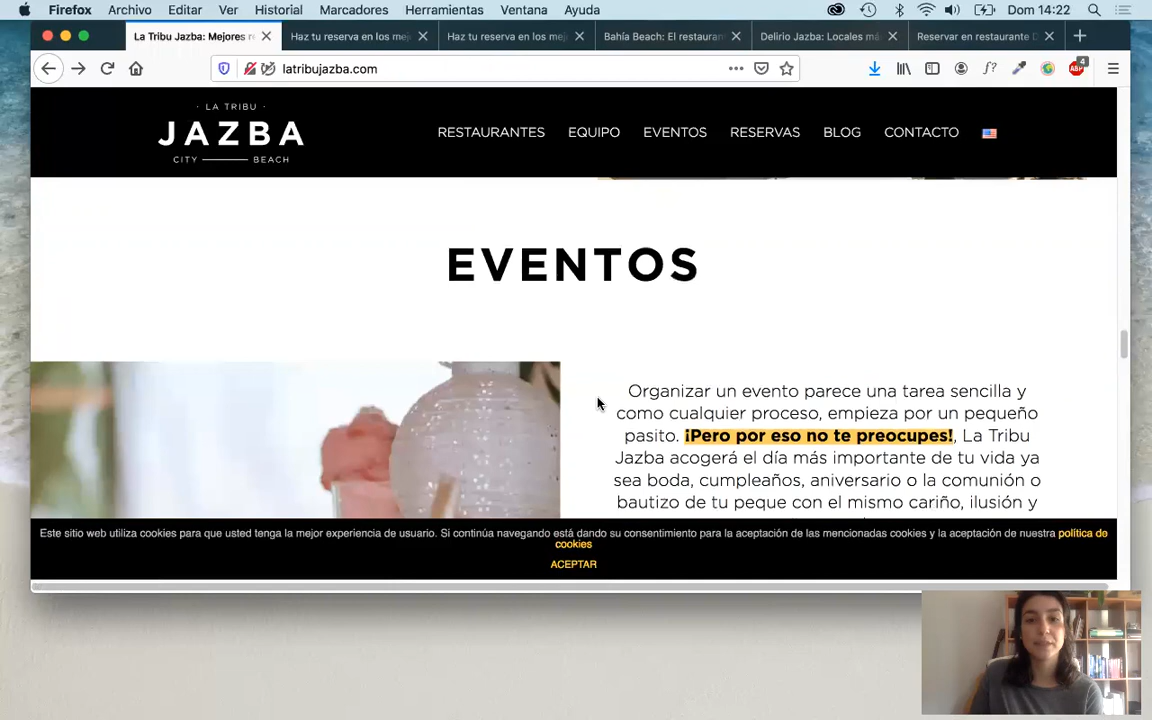 Firefox Archivo Editar Ver Historial Marcadores Herramientas Ventana Ayuda Dom 14:22
La Tribu Jazba: Mejores r Haz tu reserva en los mej Haz tu reserva en los mej Bahía Beach: El restauran Delirio Jazba: Locales má Reservar en restaurante D
latribujazba.com
ABP 4
· LA TRIBU ·
JAZBA
CITY BEACH
RESTAURANTES EQUIPO EVENTOS RESERVAS BLOG CONTACTO
EVENTOS
Organizar un evento parece una tarea sencilla y
como cualquier proceso, empieza por un pequeño
pasito. ¡Pero por eso no te preocupes!, La Tribu
Jazba acogerá el día más importante de tu vida ya
sea boda, cumpleaños, aniversario o la comunión o
bautizo de tu peque con el mismo cariño, ilusión y
Este sitio web utiliza cookies para que usted tenga la mejor experiencia de usuario. Si continúa navegando está dando su consentimiento para la aceptación de las mencionadas cookies y la aceptación de nuestra política de
cookies
ACEPTAR